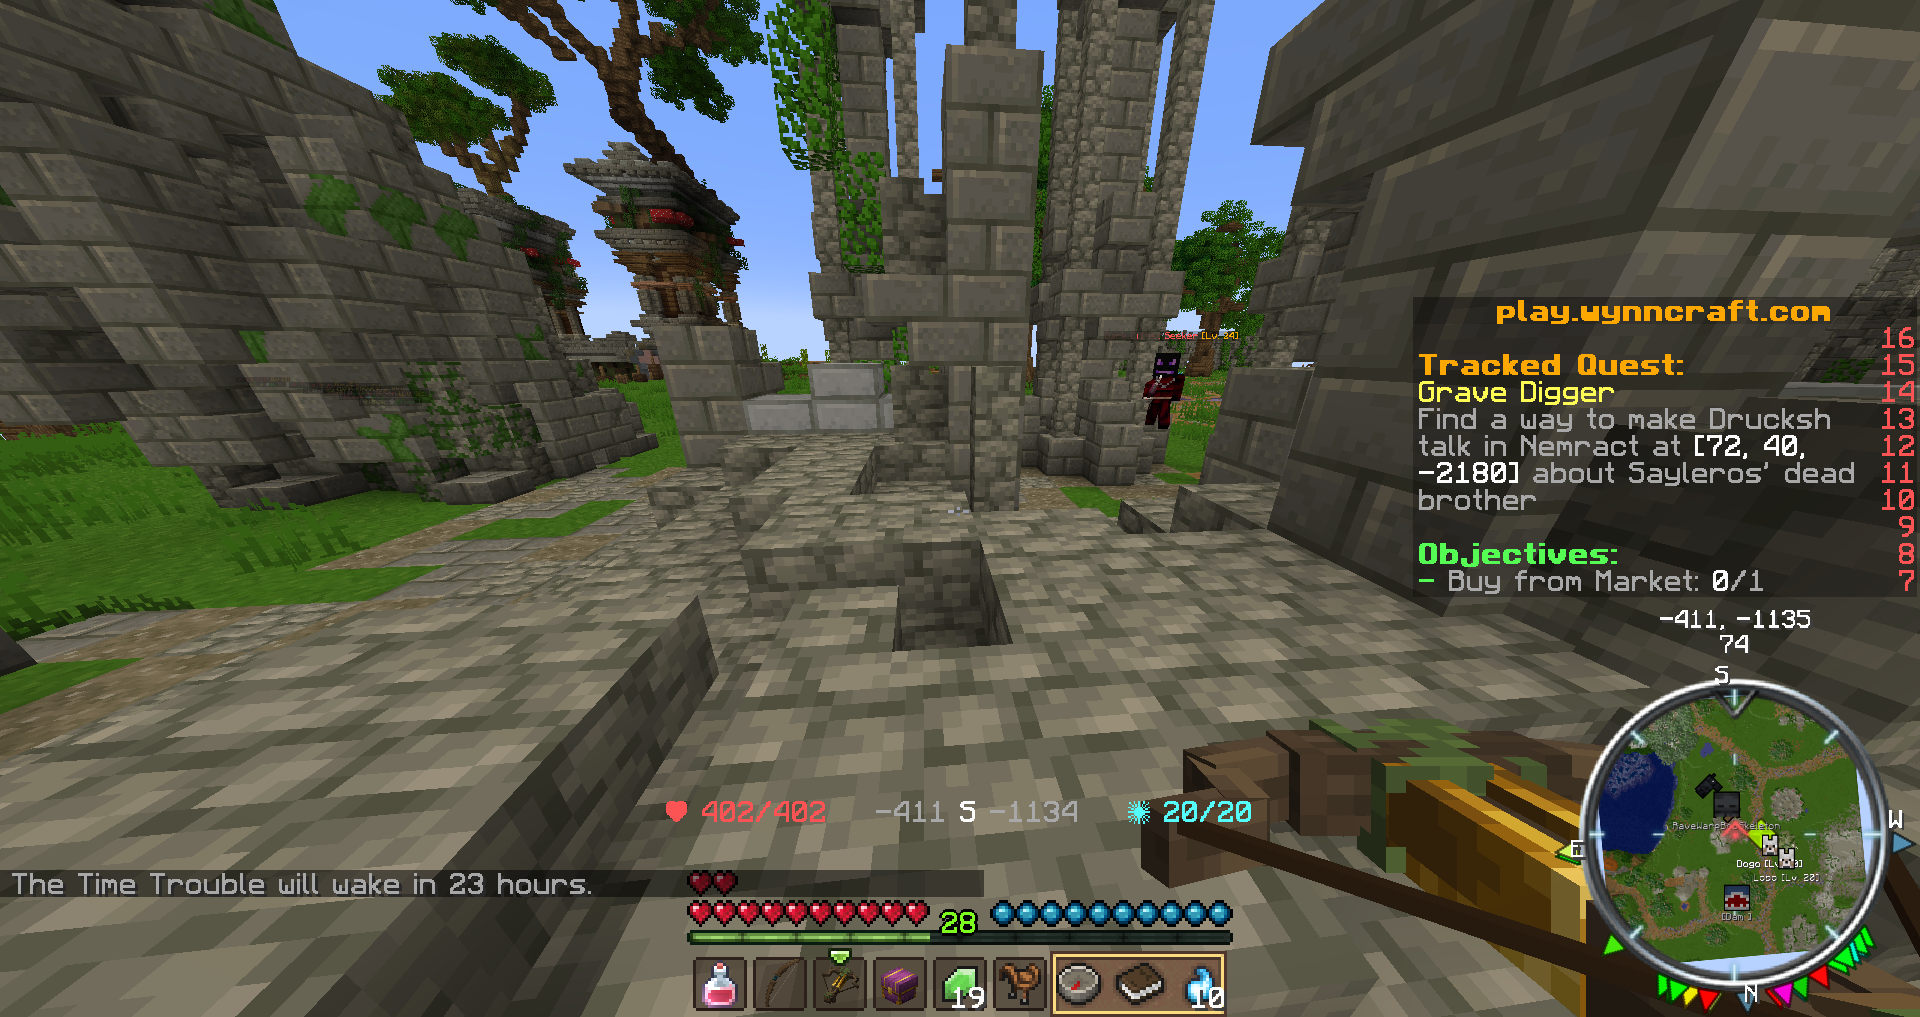 Seeker [Lv. 24]
play.wynncraft.com
16
Tracked Quest: 15
Grave Digger 14
Find a way to make Drucksh 13
talk in Nemract at [72, 40, 12
-2180] about Sayleros' dead 11
brother 10
9
Objectives: 8
- Buy from Market: 0/1 7
-411, -1135
74
S
W
E
N
402/402 -411 S -1134 20/20
The Time Trouble will wake in 23 hours.
28
19
10